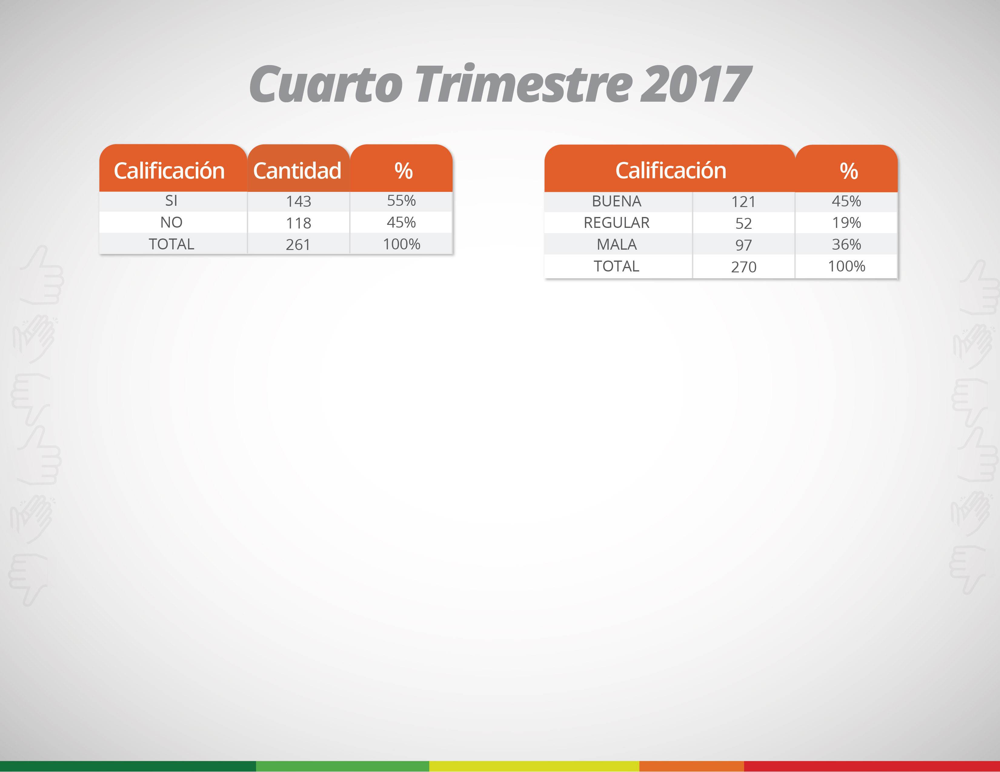 Cuarto Trimestre 2017
Calificación Cantidad %
SI 143 55%
NO 118 45%
TOTAL 261 100%
Calificación %
BUENA 121 45%
REGULAR 52 19%
MALA 97 36%
TOTAL 270 100%